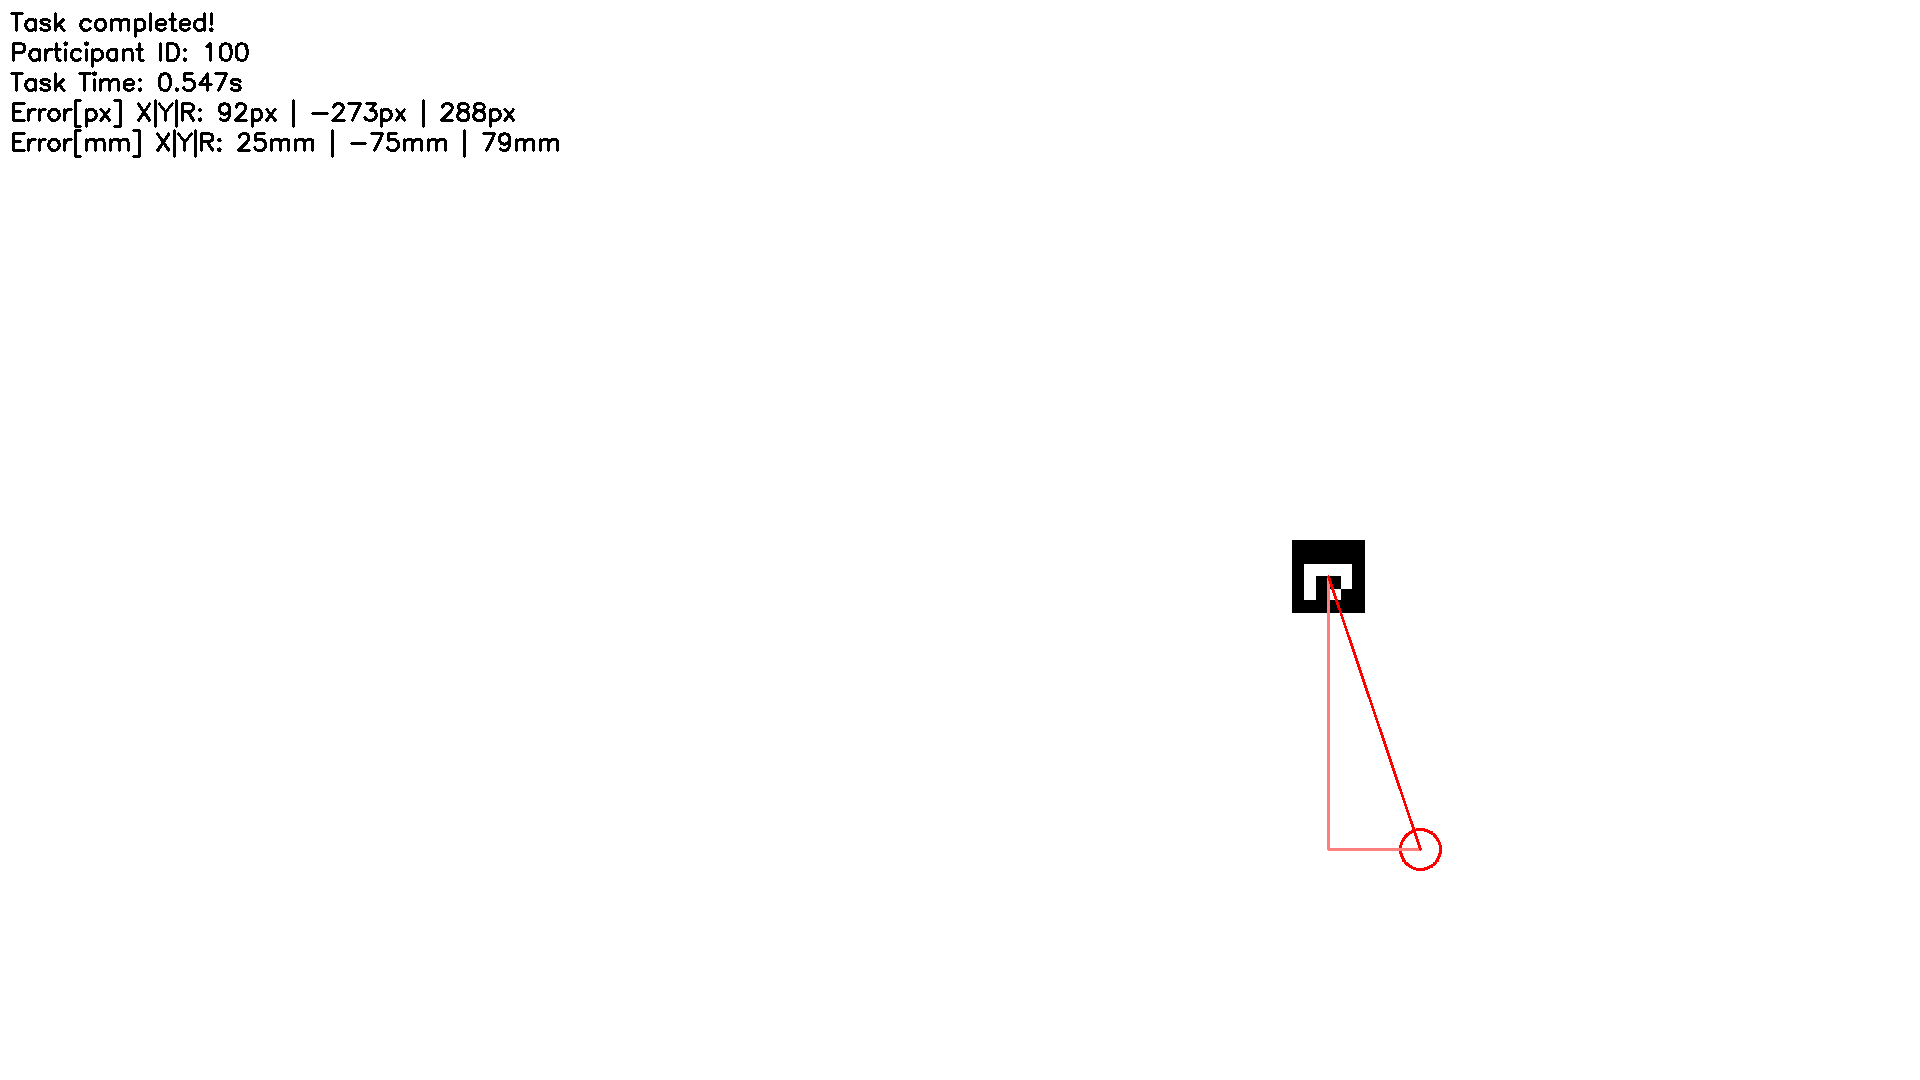 Task completed!
Participant ID: 100
Task Time: 0.547s
Error[px] X|Y|R: 92px | -273px | 288px
Error[mm] X|Y|R: 25mm | -75mm | 79mm